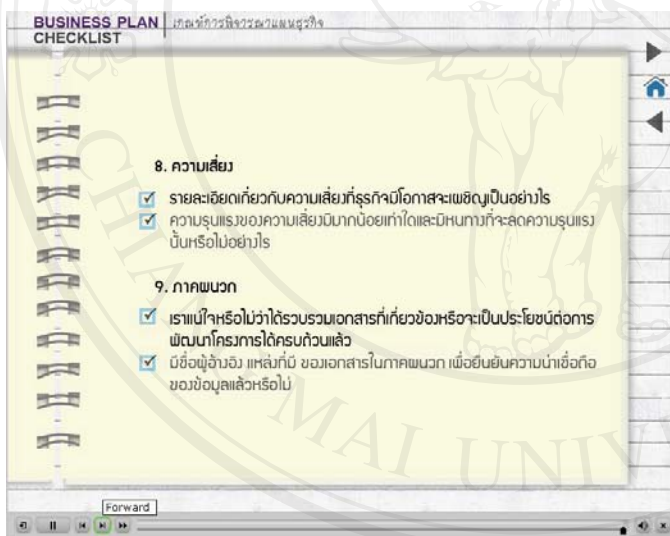 BUSINESS PLAN
CHECKLIST
เกณฑ์การพิจารณาแผนธุรกิจ
8. ความเสี่ยง
รายละเอียดเกี่ยวกับความเสี่ยงที่ธุรกิจมีโอกาสจะเผชิญเป็นอย่างไร
ความรุนแรงของความเสี่ยงมีมากน้อยเท่าใดและมีหนทางที่จะลดความรุนแรง
นั้นหรือไม่อย่างไร
9. ภาคผนวก
เราแน่ใจหรือไม่ว่าได้รวบรวมเอกสารที่เกี่ยวข้องหรือจะเป็นประโยชน์ต่อการ
พัฒนาโครงการได้ครบถ้วนแล้ว
มีชื่อผู้อ้างอิง แหล่งที่มี ของเอกสารในภาคผนวก เพื่อยืนยันความน่าเชื่อถือ
ของข้อมูลแล้วหรือไม่
Forward
CHIANG MAI UNIV